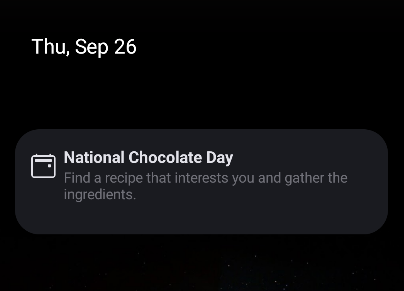 Thu, Sep 26
National Chocolate Day
Find a recipe that interests you and gather the
ingredients.